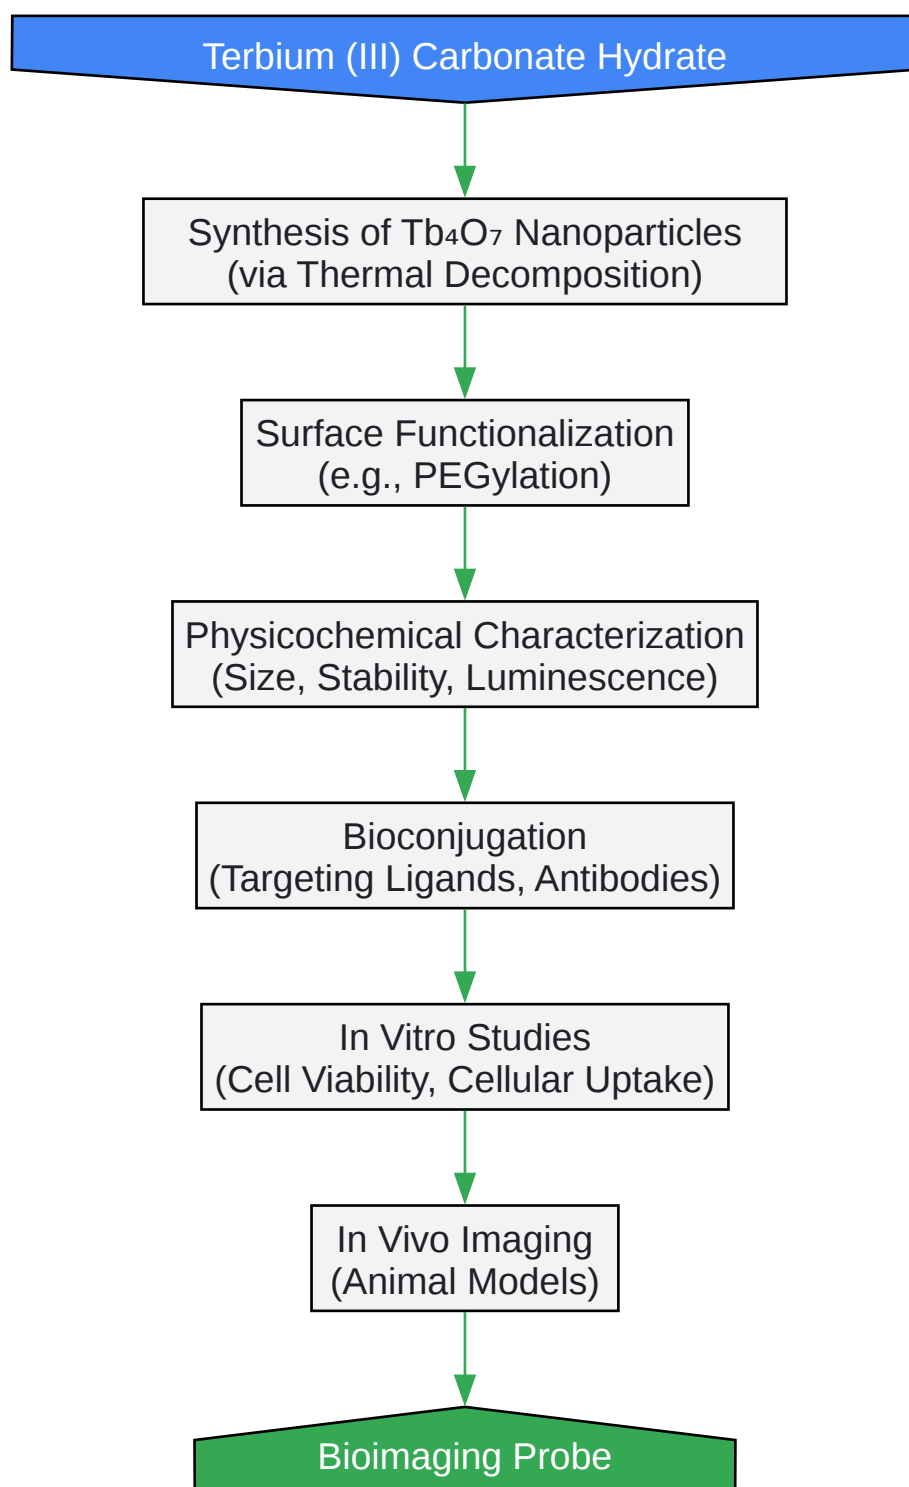 Terbium (III) Carbonate Hydrate
Synthesis of Tb₄O₇ Nanoparticles
(via Thermal Decomposition)
Surface Functionalization
(e.g., PEGylation)
Physicochemical Characterization
(Size, Stability, Luminescence)
Bioconjugation
(Targeting Ligands, Antibodies)
In Vitro Studies
(Cell Viability, Cellular Uptake)
In Vivo Imaging
(Animal Models)
Bioimaging Probe